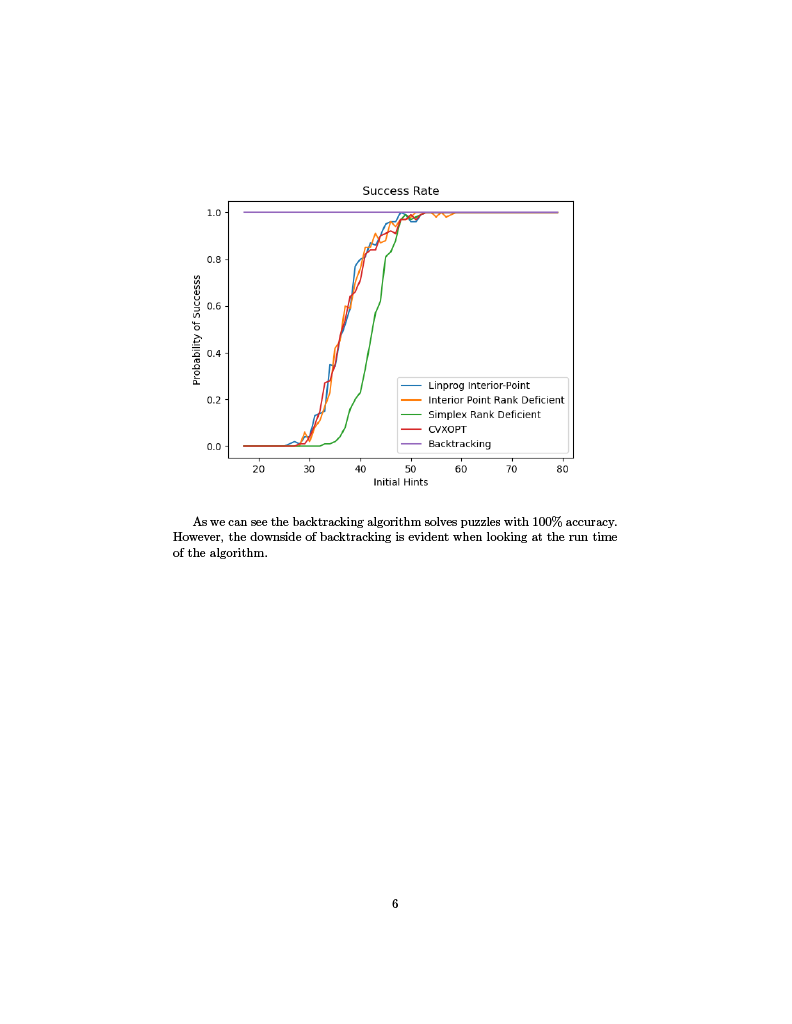 Success Rate
Probability of Successs
1.0
0.8
0.6
0.4
0.2
0.0
Linprog Interior-Point
Interior Point Rank Deficient
Simplex Rank Deficient
CVXOPT
Backtracking
20 30 40 50 60 70 80
Initial Hints
As we can see the backtracking algorithm solves puzzles with 100% accuracy.
However, the downside of backtracking is evident when looking at the run time
of the algorithm.
6